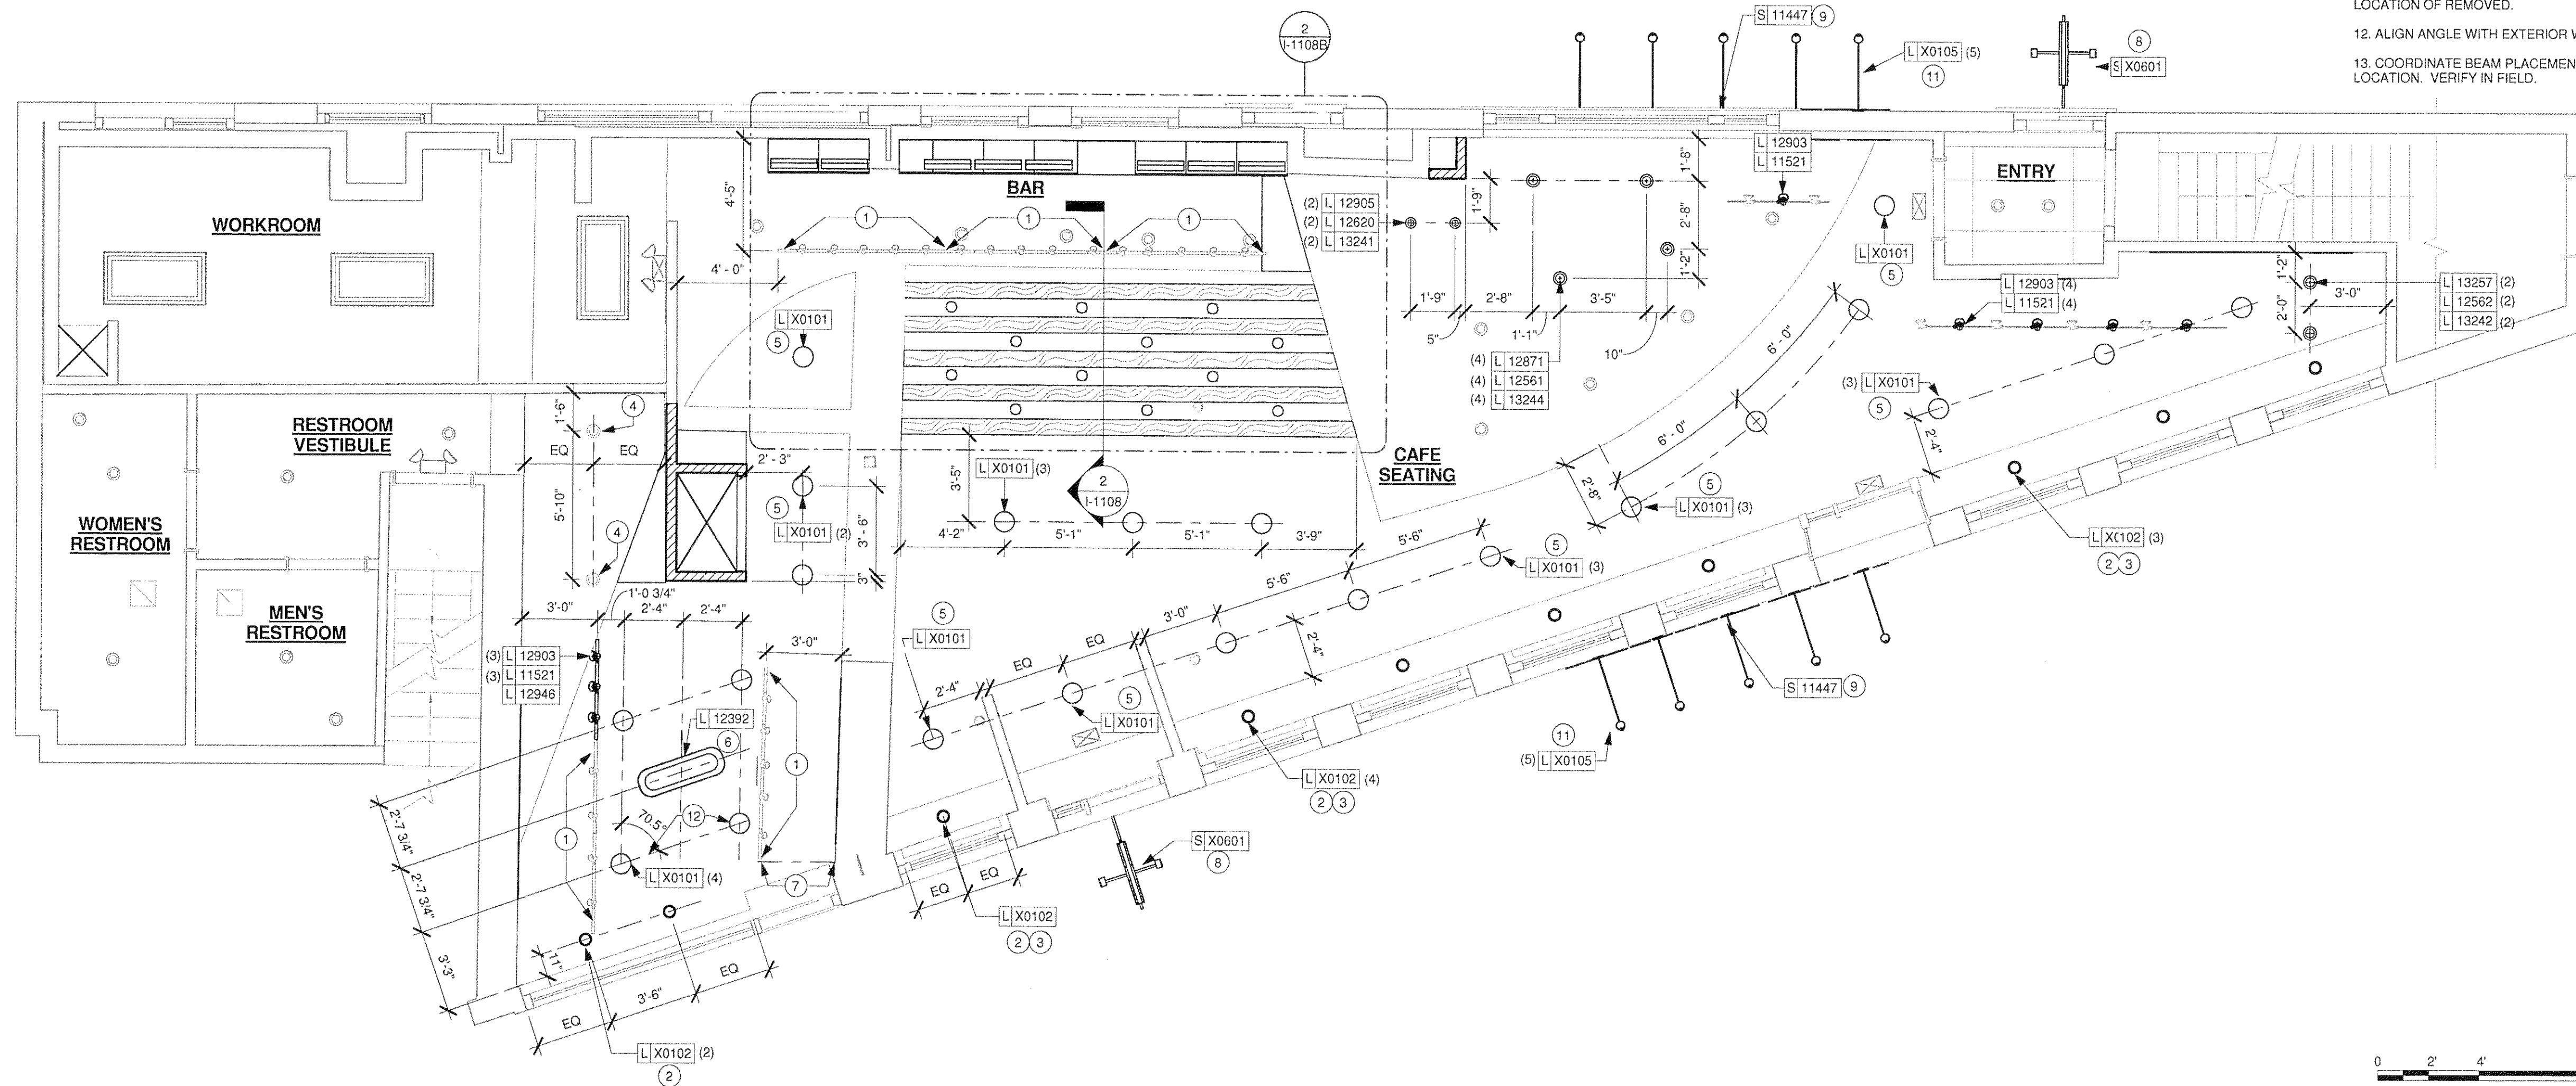 LOCATION OF REMOVED.
12. ALIGN ANGLE WITH EXTERIOR
13. COORDINATE BEAM
LOCATION. VERIFY IN FIELD.
2
I-1108B
S 11447 9
L X0105 (5)
11
8
S X0601
WORKROOM
BAR
ENTRY
4'-5"
1
1
1
4' - 0"
L X0101
5
(2) L 12905
(2) L 12620
(2) L 13241
1'-9"
1'-8"
2'-8"
1'-2"
1'-9"
5"
2'-8"
1'-1"
3'-5"
10"
(4) L 12871
(4) L 12561
(4) L 13244
L 12903
L 11521
L X0101
5
L 12903 (4)
L 11521 (4)
1'-2"
2'-0"
3'-0"
L 13257 (2)
L 12562 (2)
L 13242 (2)
6' - 0"
6' - 0"
2'-8"
5
L X0101 (3)
(3) L X0101
5
2'-4"
CAFE
SEATING
RESTROOM
VESTIBULE
WOMEN'S
RESTROOM
MEN'S
RESTROOM
1'-6"
4
EQ
EQ
5'-10"
4
2' - 3"
5
L X0101 (2)
3' - 6"
3"
3'-5"
L X0101 (3)
2
I-1108
4'-2"
5'-1"
5'-1"
3'-9"
5'-6"
5'-6"
3'-0"
EQ
EQ
2'-4"
5
L X0101 (3)
2'-4"
5
L X0101
5
L X0101
L X0102 (3)
2 3
3'-0"
1'-0 3/4"
2'-4"
2'-4"
3'-0"
(3) L 12903
(3) L 11521
L 12946
L 12392
6
1
1
70.5°
12
L X0101 (4)
7
2'-7 3/4"
2'-7 3/4"
3'-3"
11"
EQ
3'-6"
EQ
L X0102 (2)
2
EQ
EQ
L X0102
2 3
S X0601
8
L X0102 (4)
2 3
11
(5) L X0105
S 11447 9
0 2' 4'